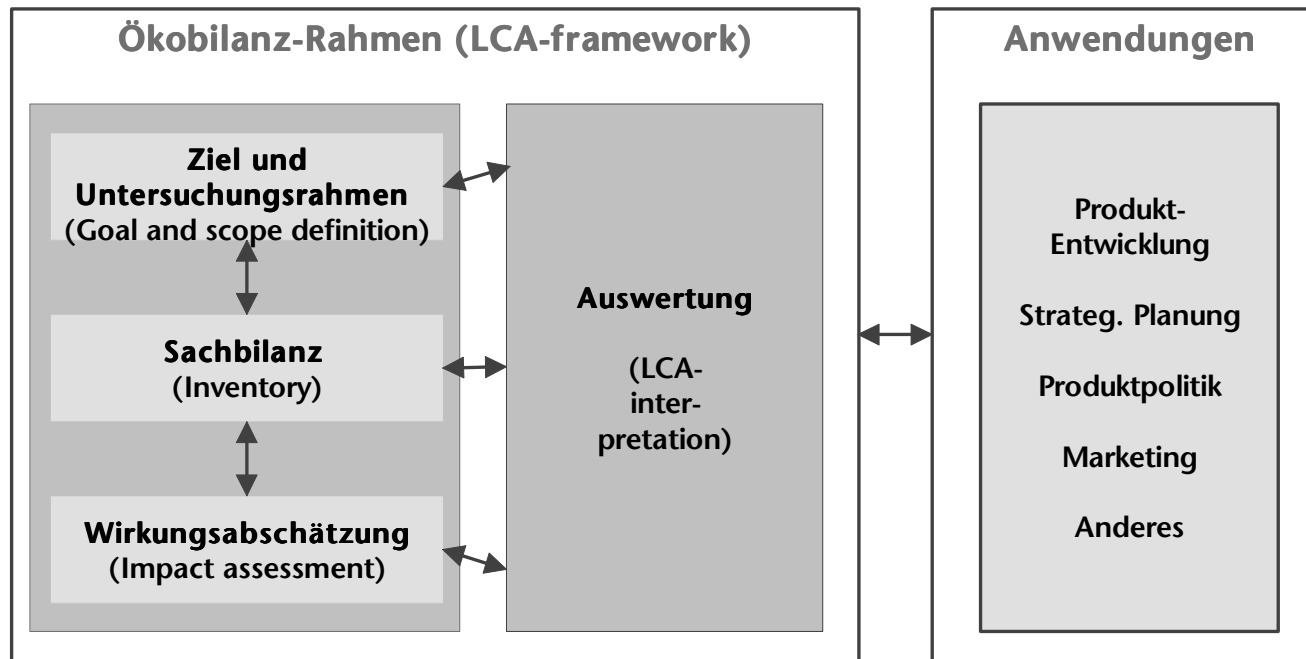 Ökobilanz-Rahmen (LCA-framework)
Ziel und
Untersuchungsrahmen
(Goal and scope definition)
Sachbilanz
(Inventory)
Wirkungsabschätzung
(Impact assessment)
Auswertung
(LCA-
inter-
pretation)
Anwendungen
Produkt-
Entwicklung
Strateg. Planung
Produktpolitik
Marketing
Anderes